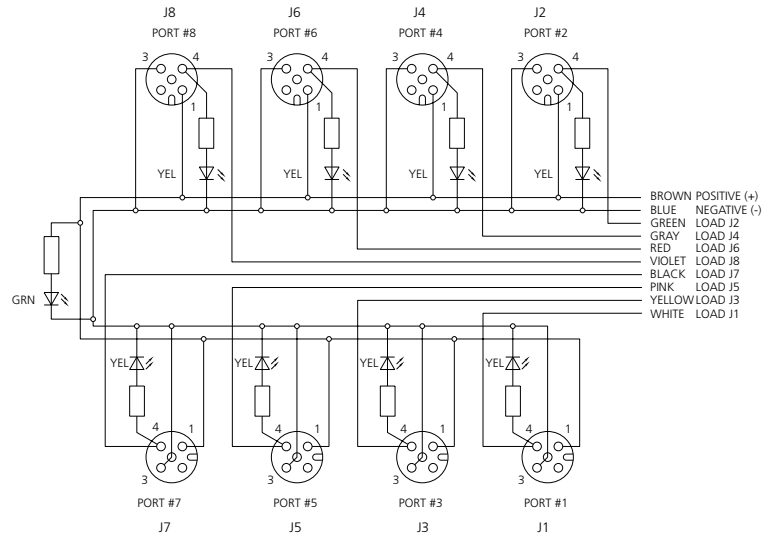 J8 J6 J4 J2
PORT #8 PORT #6 PORT #4 PORT #2
3 4 3 4 3 4 3 4
1 1 1 1
YEL YEL YEL YEL
BROWN POSITIVE (+)
BLUE NEGATIVE (-)
GREEN LOAD J2
GRAY LOAD J4
RED LOAD J6
VIOLET LOAD J8
BLACK LOAD J7
PINK LOAD J5
YELLOW LOAD J3
WHITE LOAD J1
GRN
YEL YEL YEL YEL
4 1 4 1 4 1 4 1
3 3 3 3
PORT #7 PORT #5 PORT #3 PORT #1
J7 J5 J3 J1